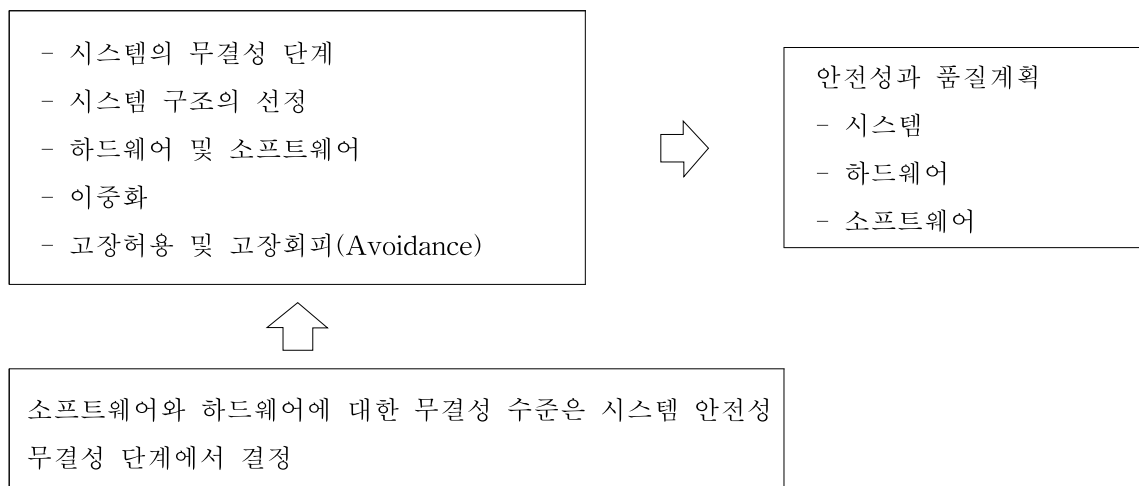 - 시스템의 무결성 단계
- 시스템 구조의 선정
- 하드웨어 및 소프트웨어
- 이중화
- 고장허용 및 고장회피(Avoidance)
안전성과 품질계획
- 시스템
- 하드웨어
- 소프트웨어
소프트웨어와 하드웨어에 대한 무결성 수준은 시스템 안전성
무결성 단계에서 결정